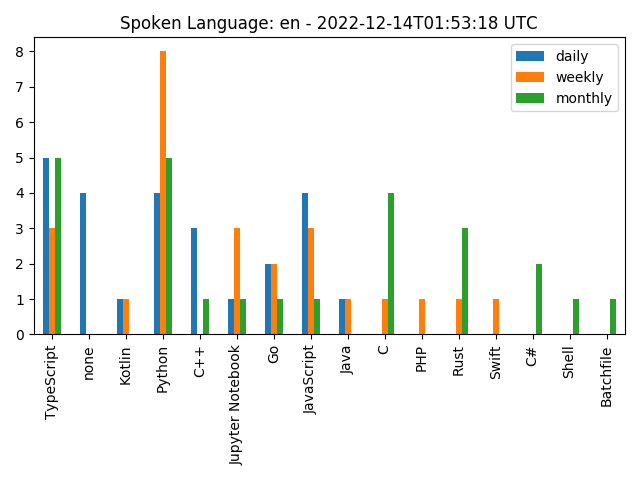 Spoken Language: en - 2022-12-14T01:53:18 UTC
daily
weekly
monthly
8
7
6
5
4
3
2
1
0
TypeScript
none
Kotlin
Python
C++
Jupyter Notebook
Go
JavaScript
Java
C
PHP
Rust
Swift
C#
Shell
Batchfile